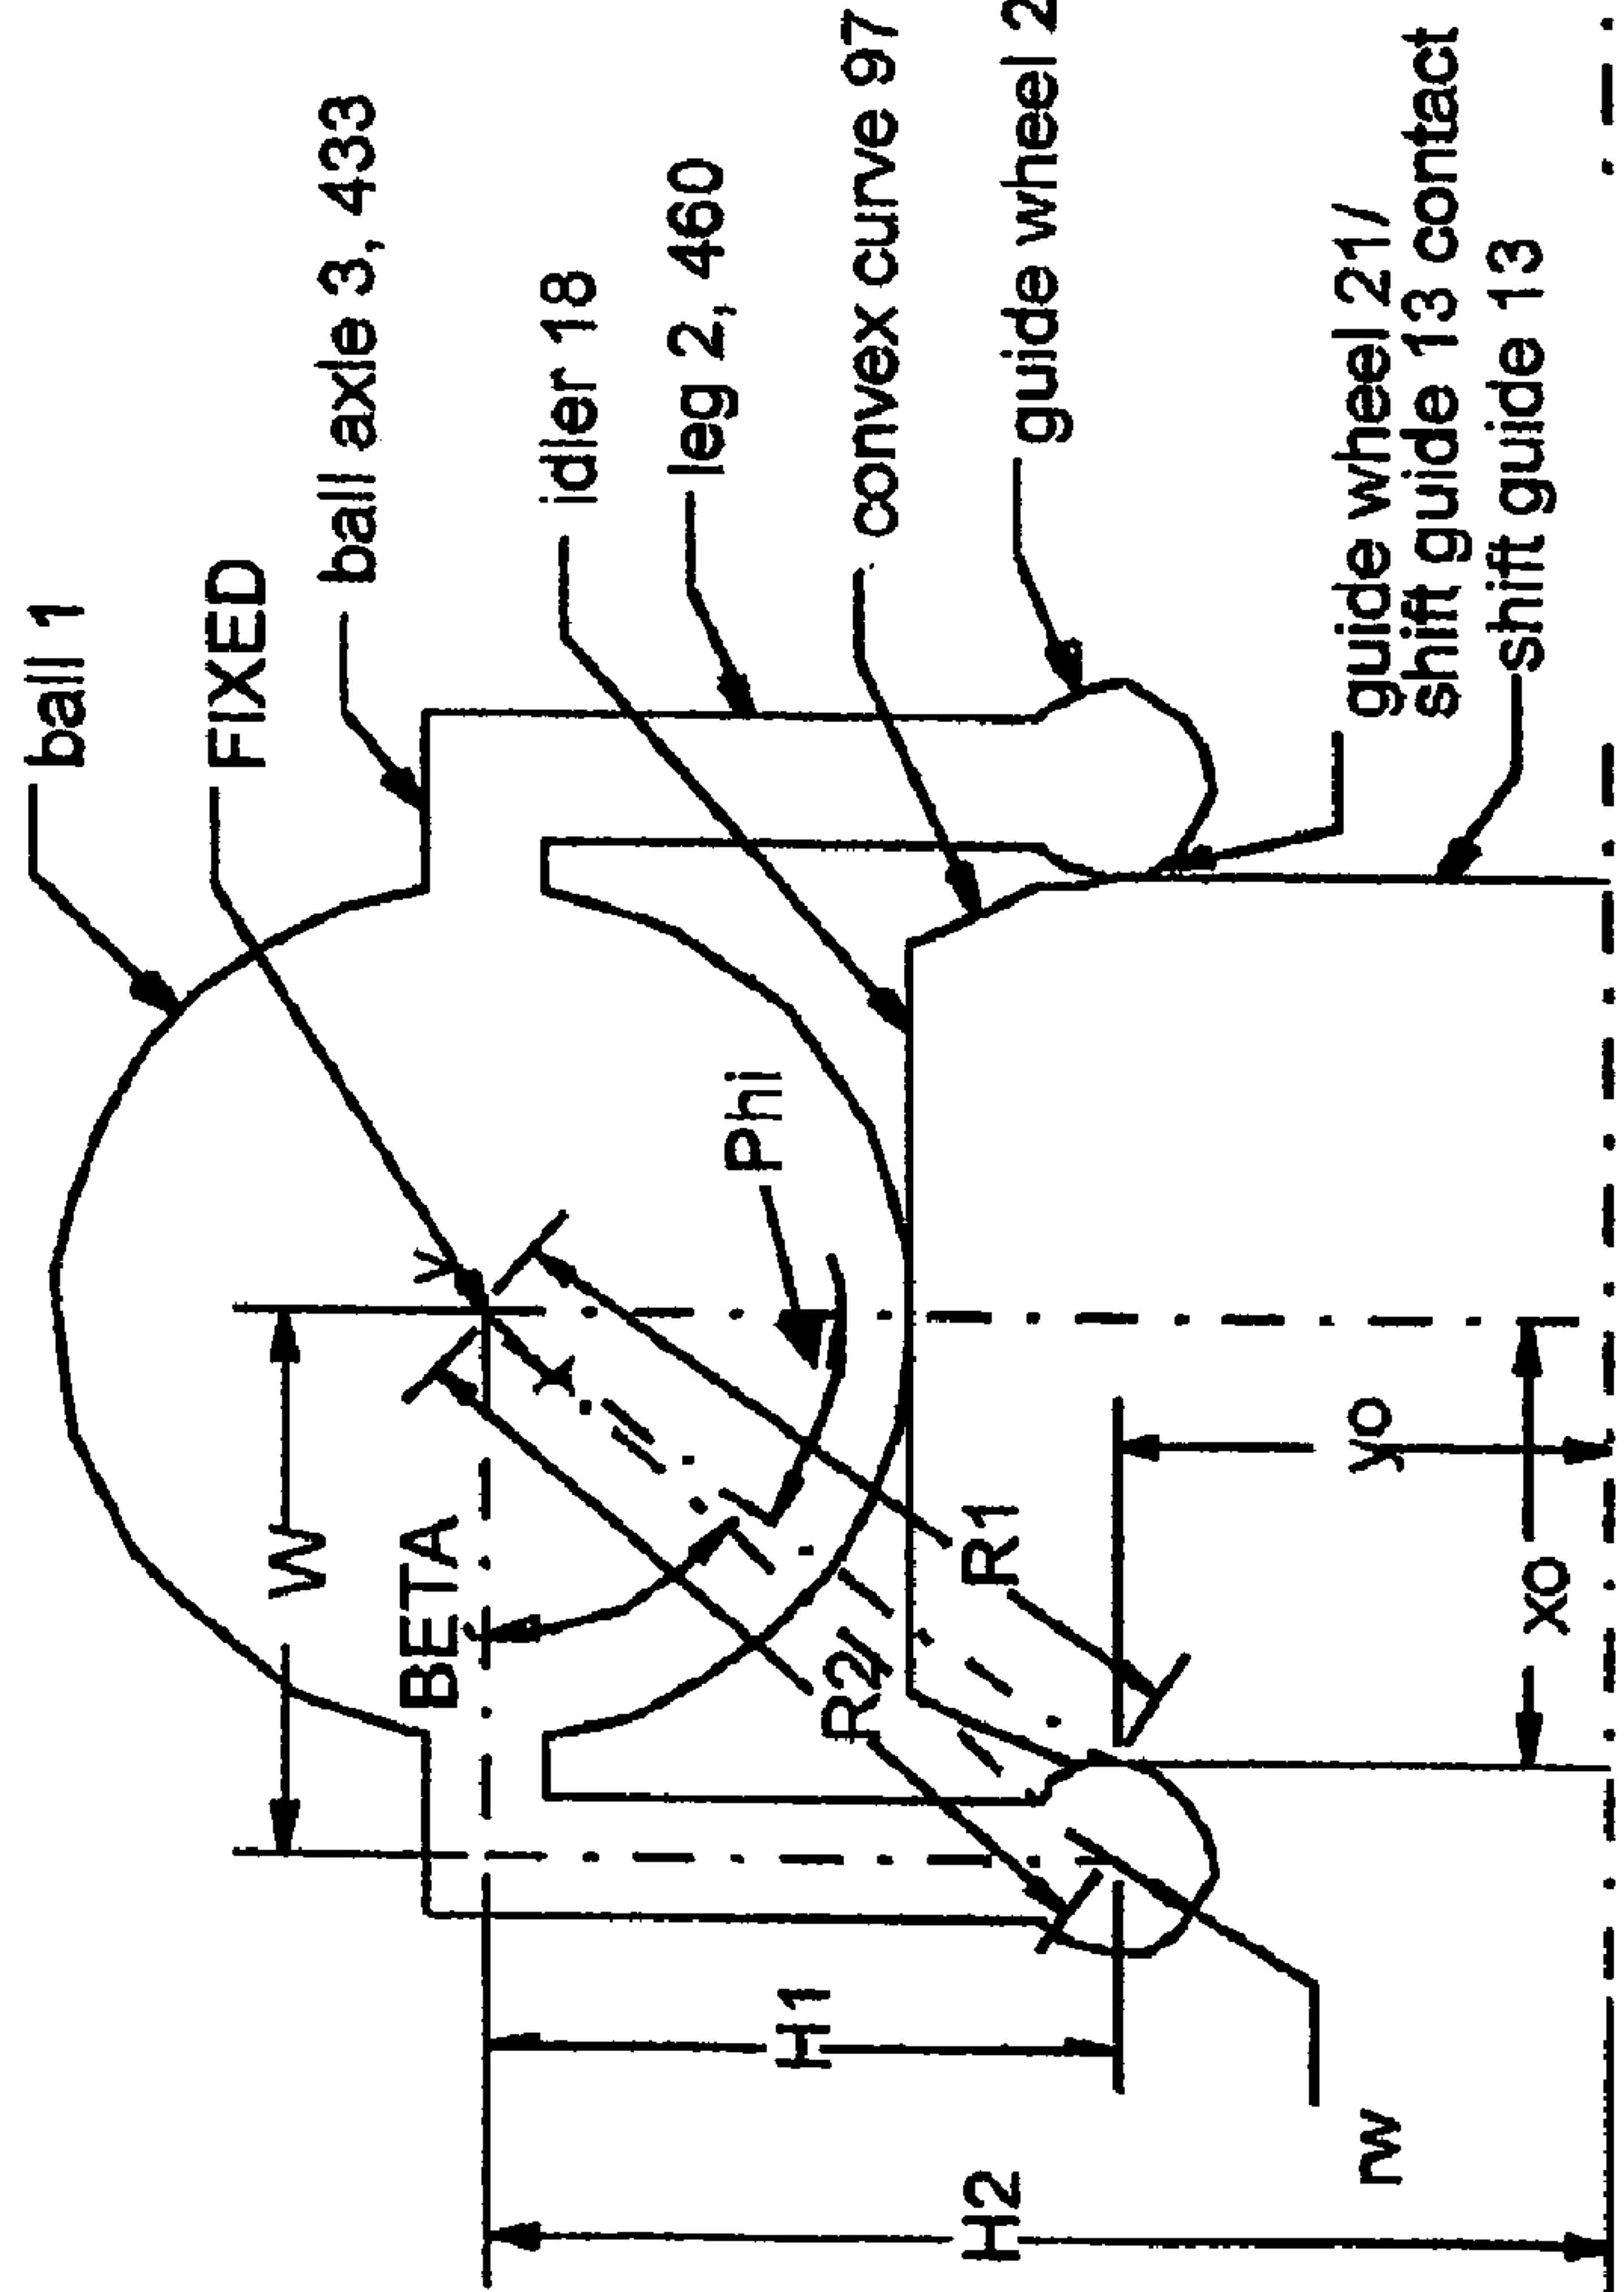 ball 1
FIXED
ball axle 3, 433
idler 18
leg 2, 460
convex curve 97
guide wheel 2
guide wheel 21/
shift guide 13 contact
shift guide 13
Phi
y
x
W
BETA
R1
R2
yo
xo
H1
H2
rw